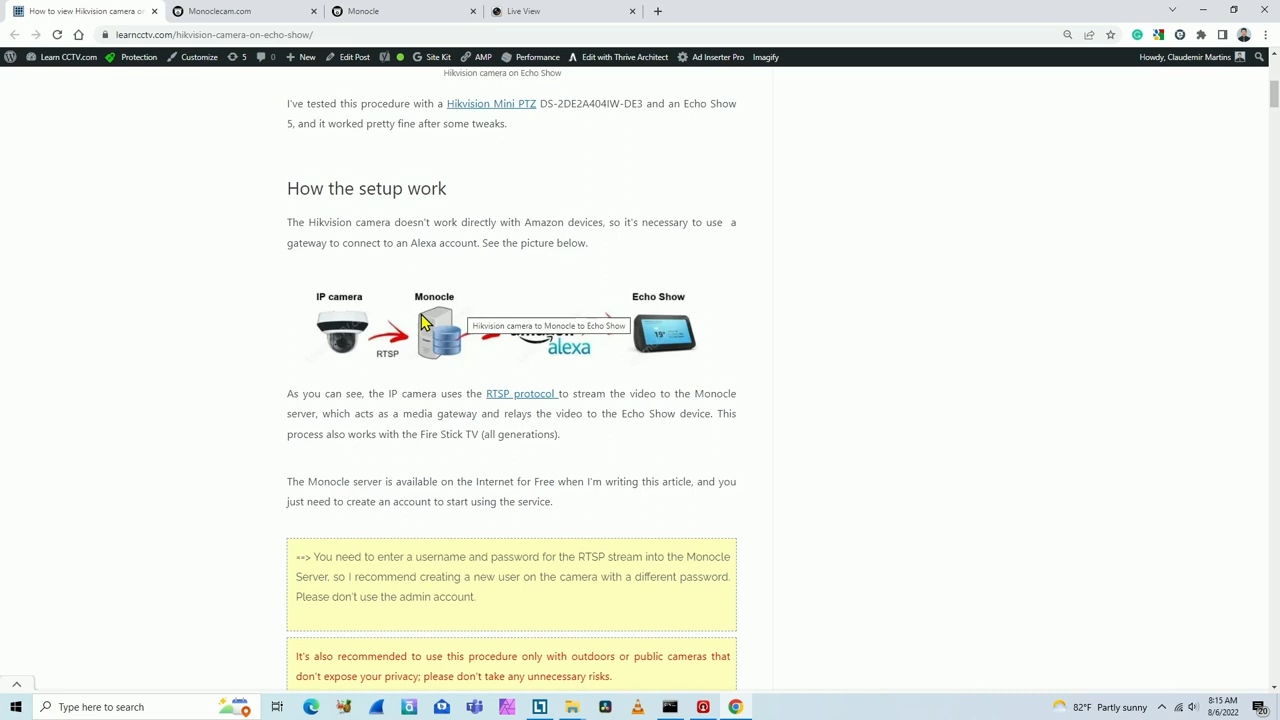 How to view Hikvision camera o
Monoclecam.com
Monocle
Live View
learncctv.com/hikvision-camera-on-echo-show/
Learn CCTV.com
Protection
Customize
5
0
New
Edit Post
Site Kit
AMP
Performance
Edit with Thrive Architect
Ad Inserter Pro
Imagify
Howdy, Claudemir Martins
Hikvision camera on Echo Show
I've tested this procedure with a Hikvision Mini PTZ DS-2DE2A404IW-DE3 and an Echo Show
5, and it worked pretty fine after some tweaks.
How the setup work
The Hikvision camera doesn't work directly with Amazon devices, so it's necessary to use a
gateway to connect to an Alexa account. See the picture below.
IP camera
Monocle
Echo Show
Hikvision camera to Monocle to Echo Show
19°
RTSP
alexa
As you can see, the IP camera uses the RTSP protocol to stream the video to the Monocle
server, which acts as a media gateway and relays the video to the Echo Show device. This
process also works with the Fire Stick TV (all generations).
The Monocle server is available on the Internet for Free when I'm writing this article, and you
just need to create an account to start using the service.
==> You need to enter a username and password for the RTSP stream into the Monocle
Server. so I recommend creating a new user on the camera with a different password.
Please don't use the admin account.
It's also recommended to use this procedure only with outdoors or public cameras that
don't expose your privacy; please don't take any unnecessary risks.
Type here to search
82°F Partly sunny
8:15 AM
8/6/2022
20